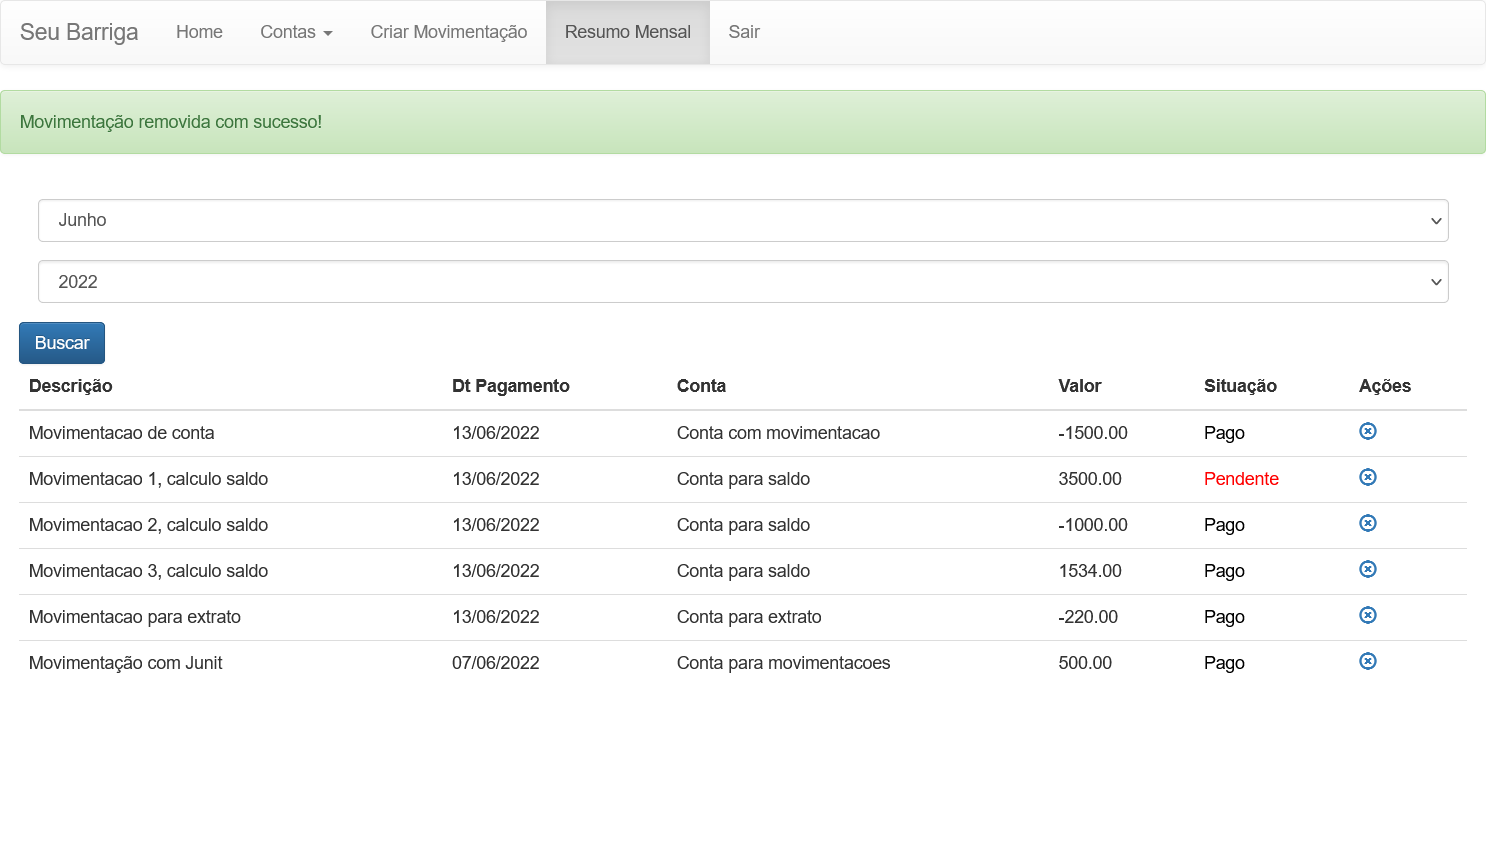 Seu Barriga Home Contas Criar Movimentação Resumo Mensal Sair
Movimentação removida com sucesso!
Junho
2022
Buscar
Descrição Dt Pagamento Conta Valor Situação Ações
Movimentacao de conta 13/06/2022 Conta com movimentacao -1500.00 Pago
Movimentacao 1, calculo saldo 13/06/2022 Conta para saldo 3500.00 Pendente
Movimentacao 2, calculo saldo 13/06/2022 Conta para saldo -1000.00 Pago
Movimentacao 3, calculo saldo 13/06/2022 Conta para saldo 1534.00 Pago
Movimentacao para extrato 13/06/2022 Conta para extrato -220.00 Pago
Movimentação com Junit 07/06/2022 Conta para movimentacoes 500.00 Pago